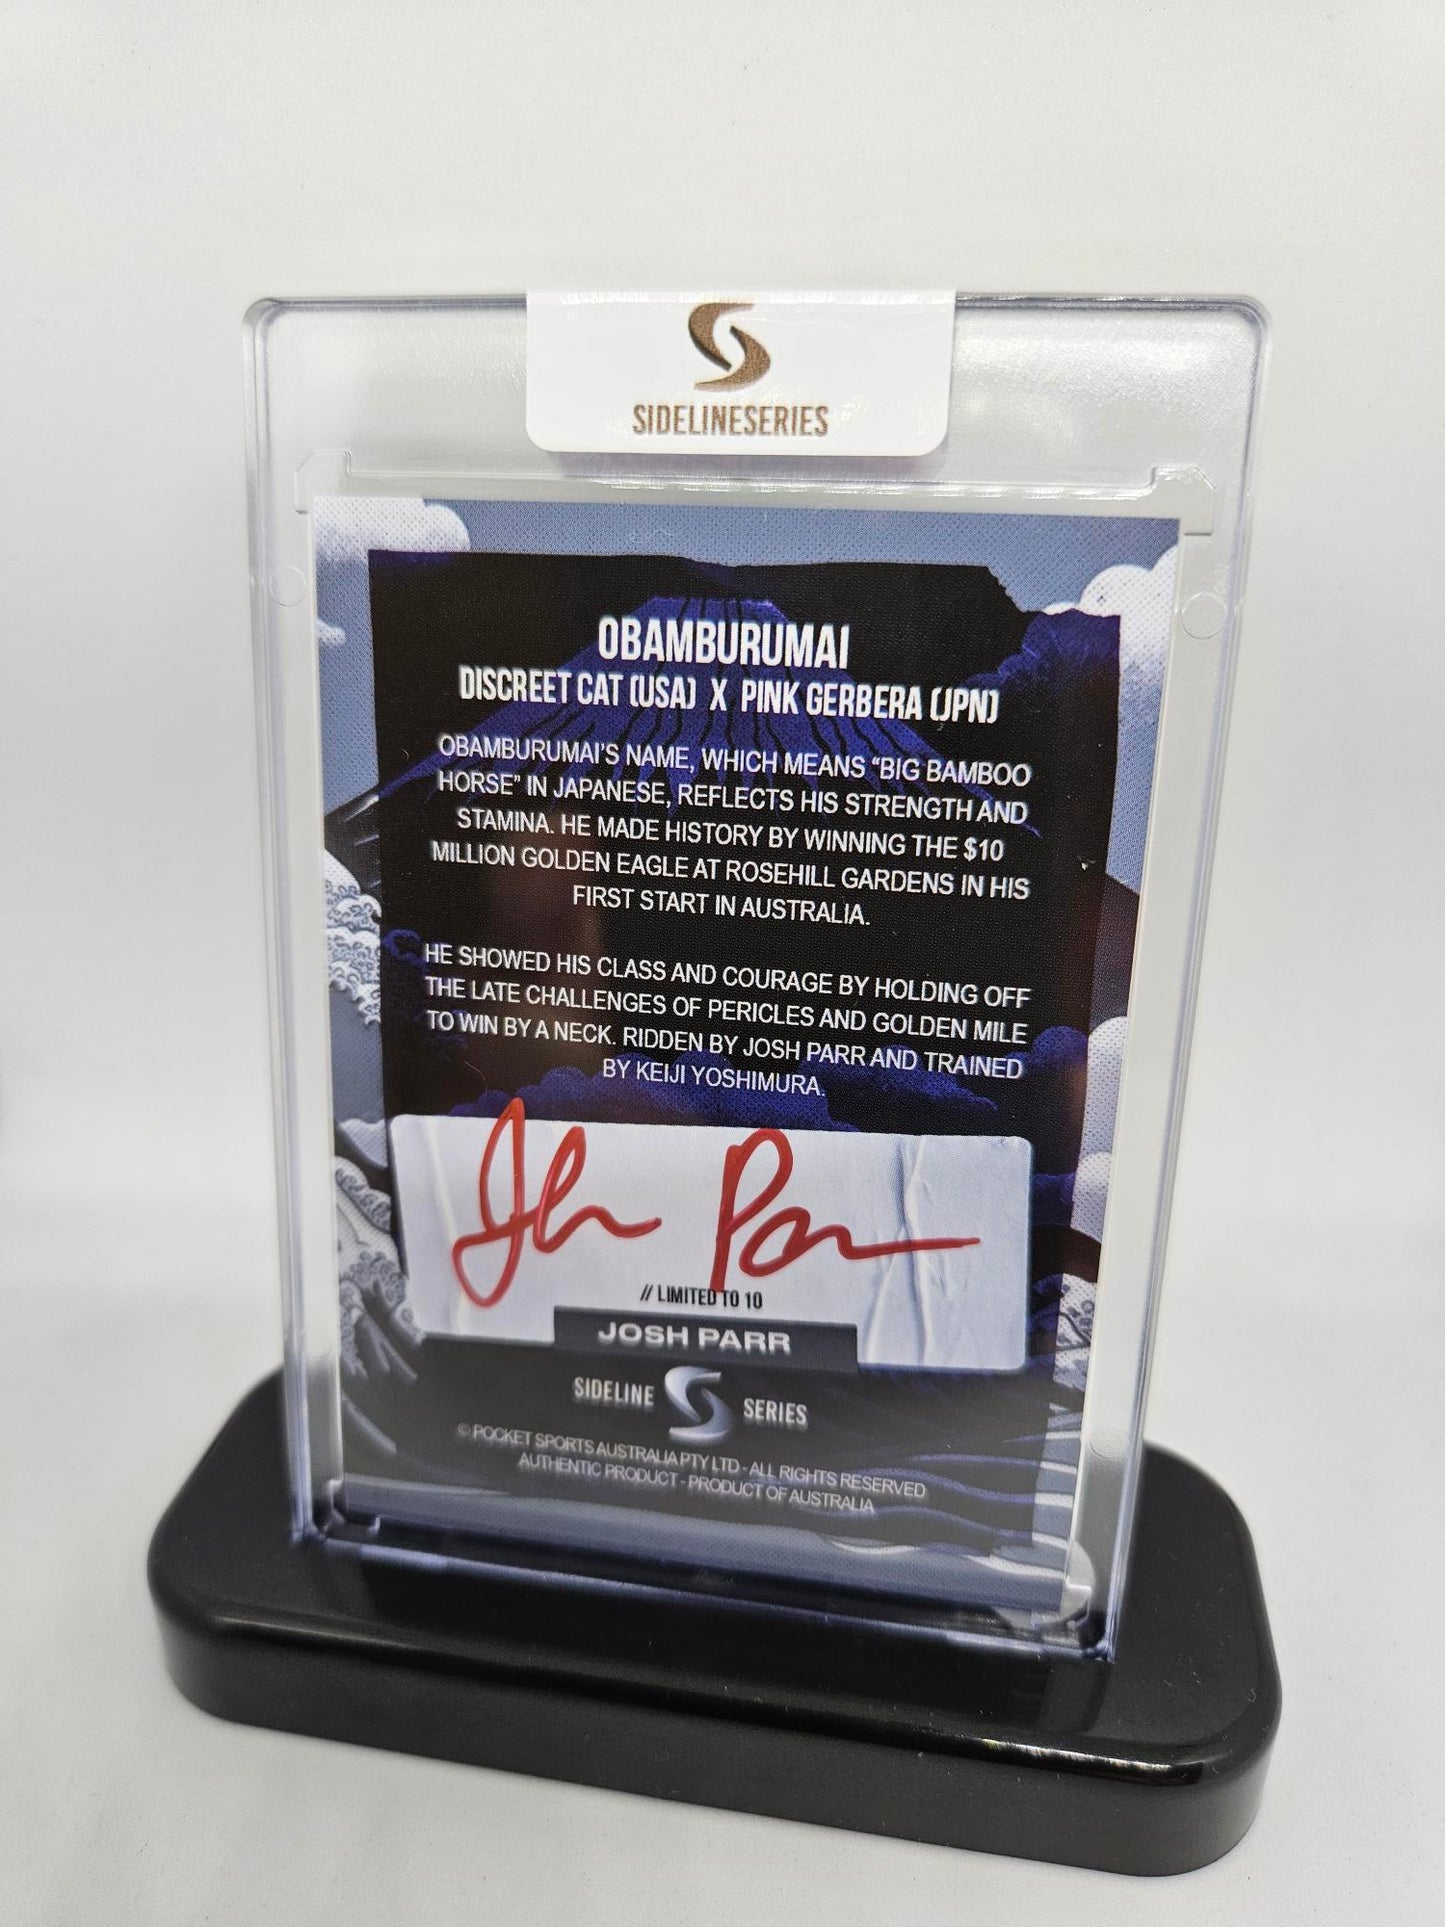 SIDELINESERIES
OBAMBURUMAI
DISCREET CAT (USA) X PINK GERBERA (JPN)
OBAMBURUMAI'S NAME, WHICH MEANS "BIG BAMBOO
HORSE" IN JAPANESE, REFLECTS HIS STRENGTH AND
STAMINA. HE MADE HISTORY BY WINNING THE $10
MILLION GOLDEN EAGLE AT ROSEHILL GARDENS IN HIS
FIRST START IN AUSTRALIA.
HE SHOWED HIS CLASS AND COURAGE BY HOLDING OFF
THE LATE CHALLENGES OF PERICLES AND GOLDEN MILE
TO WIN BY A NECK. RIDDEN BY JOSH PARR AND TRAINED
BY KEIJI YOSHIMURA.
// LIMITED TO 10
JOSH PARR
SIDELINE SERIES
© POCKET SPORTS AUSTRALIA PTY LTD - ALL RIGHTS RESERVED
AUTHENTIC PRODUCT - PRODUCT OF AUSTRALIA